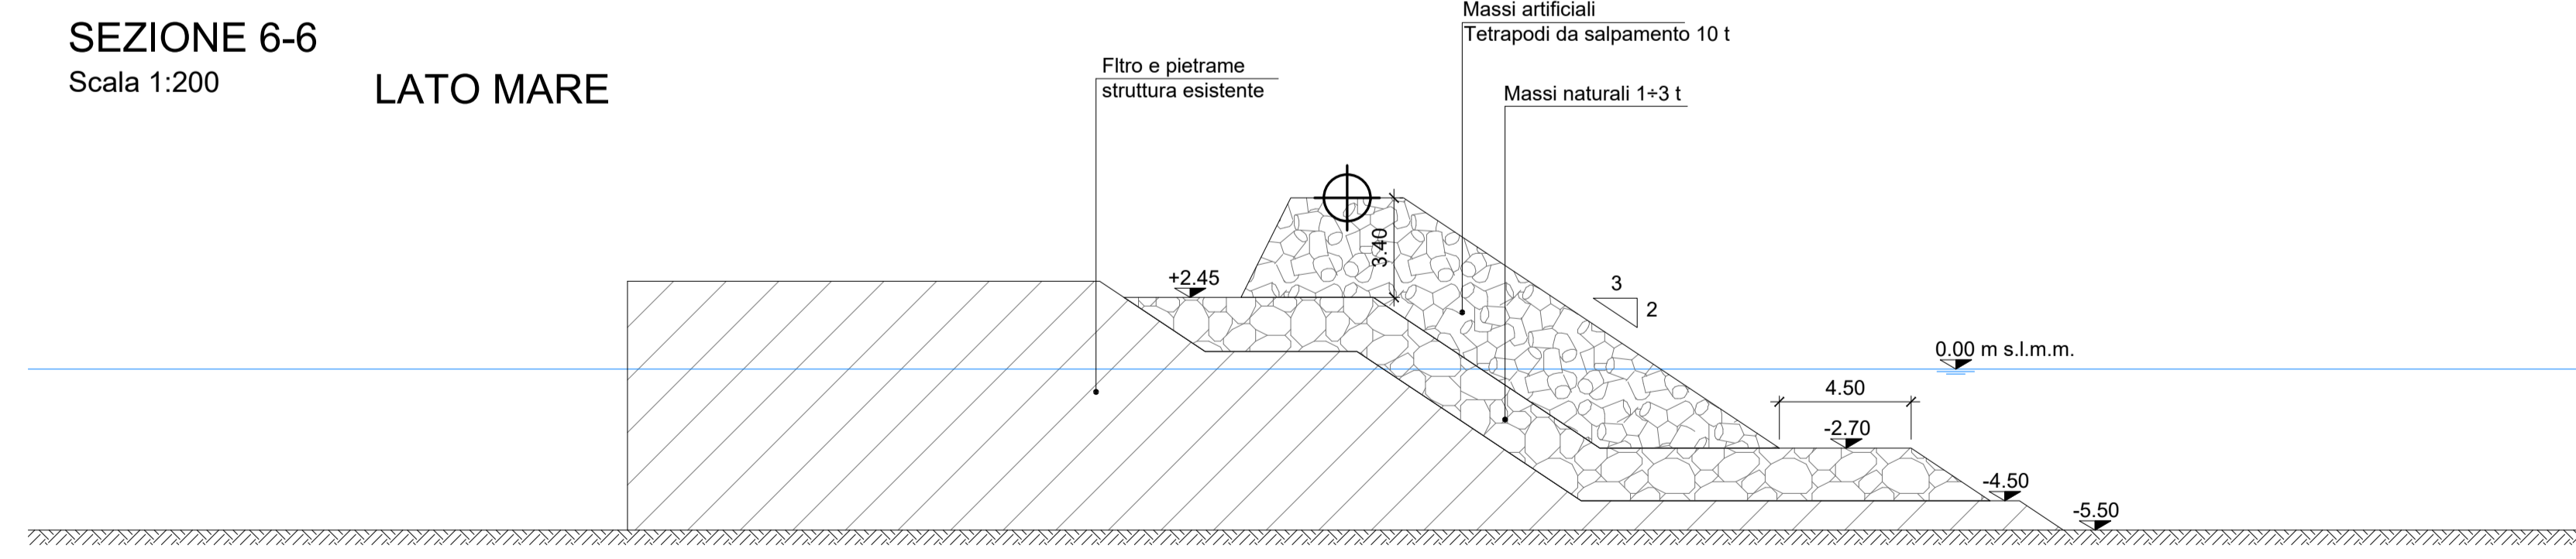 SEZIONE 6-6
Scala 1:200
LATO MARE
Massi artificiali
Tetrapodi da salpamento 10 t
FItro e pietrame
struttura esistente
Massi naturali 1÷3 t
3.40
+2.45
3
2
0.00 m s.l.m.m.
4.50
-2.70
-4.50
-5.50